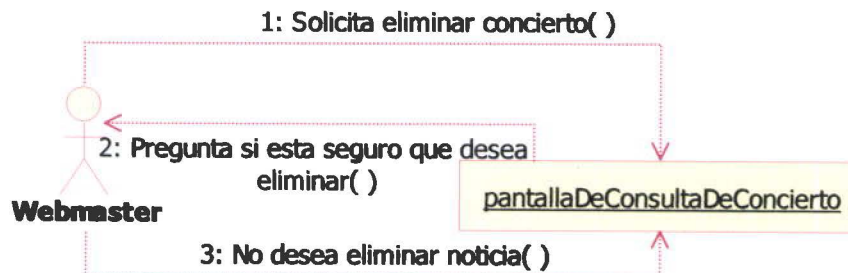 1: Solicita eliminar concierto( )
2: Pregunta si esta seguro que desea
eliminar( )
Webmaster
pantallaDeConsultaDeConcierto
3: No desea eliminar noticia( )